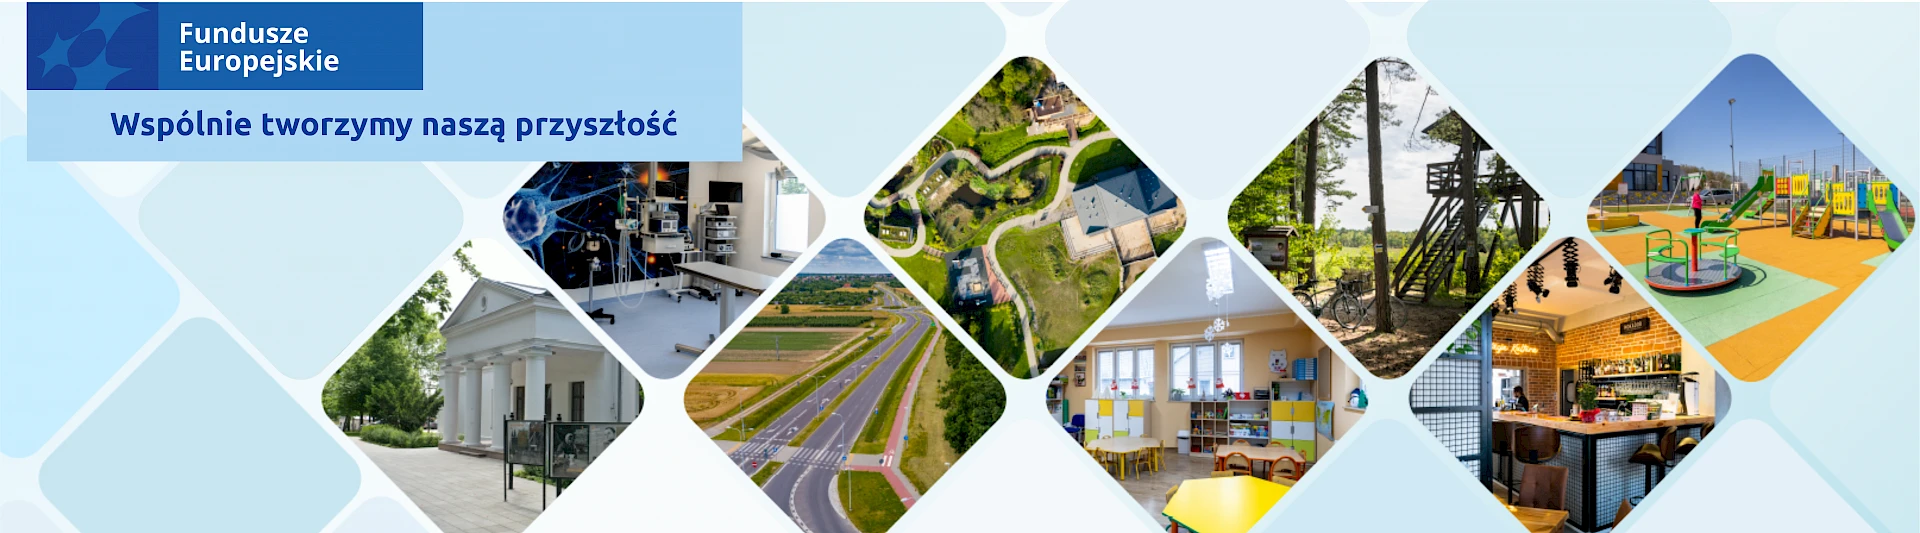 Fundusze
Europejskie
Wspólnie tworzymy naszą przyszłość